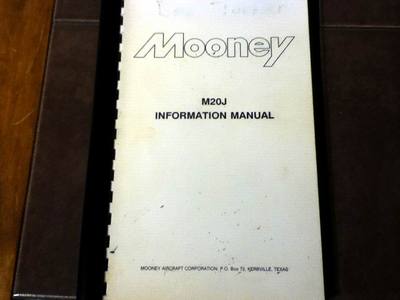 Mooney
M20J
INFORMATION MANUAL
MOONEY AIRCRAFT CORPORATION, P.O. Box 72, KERRVILLE, TEXAS